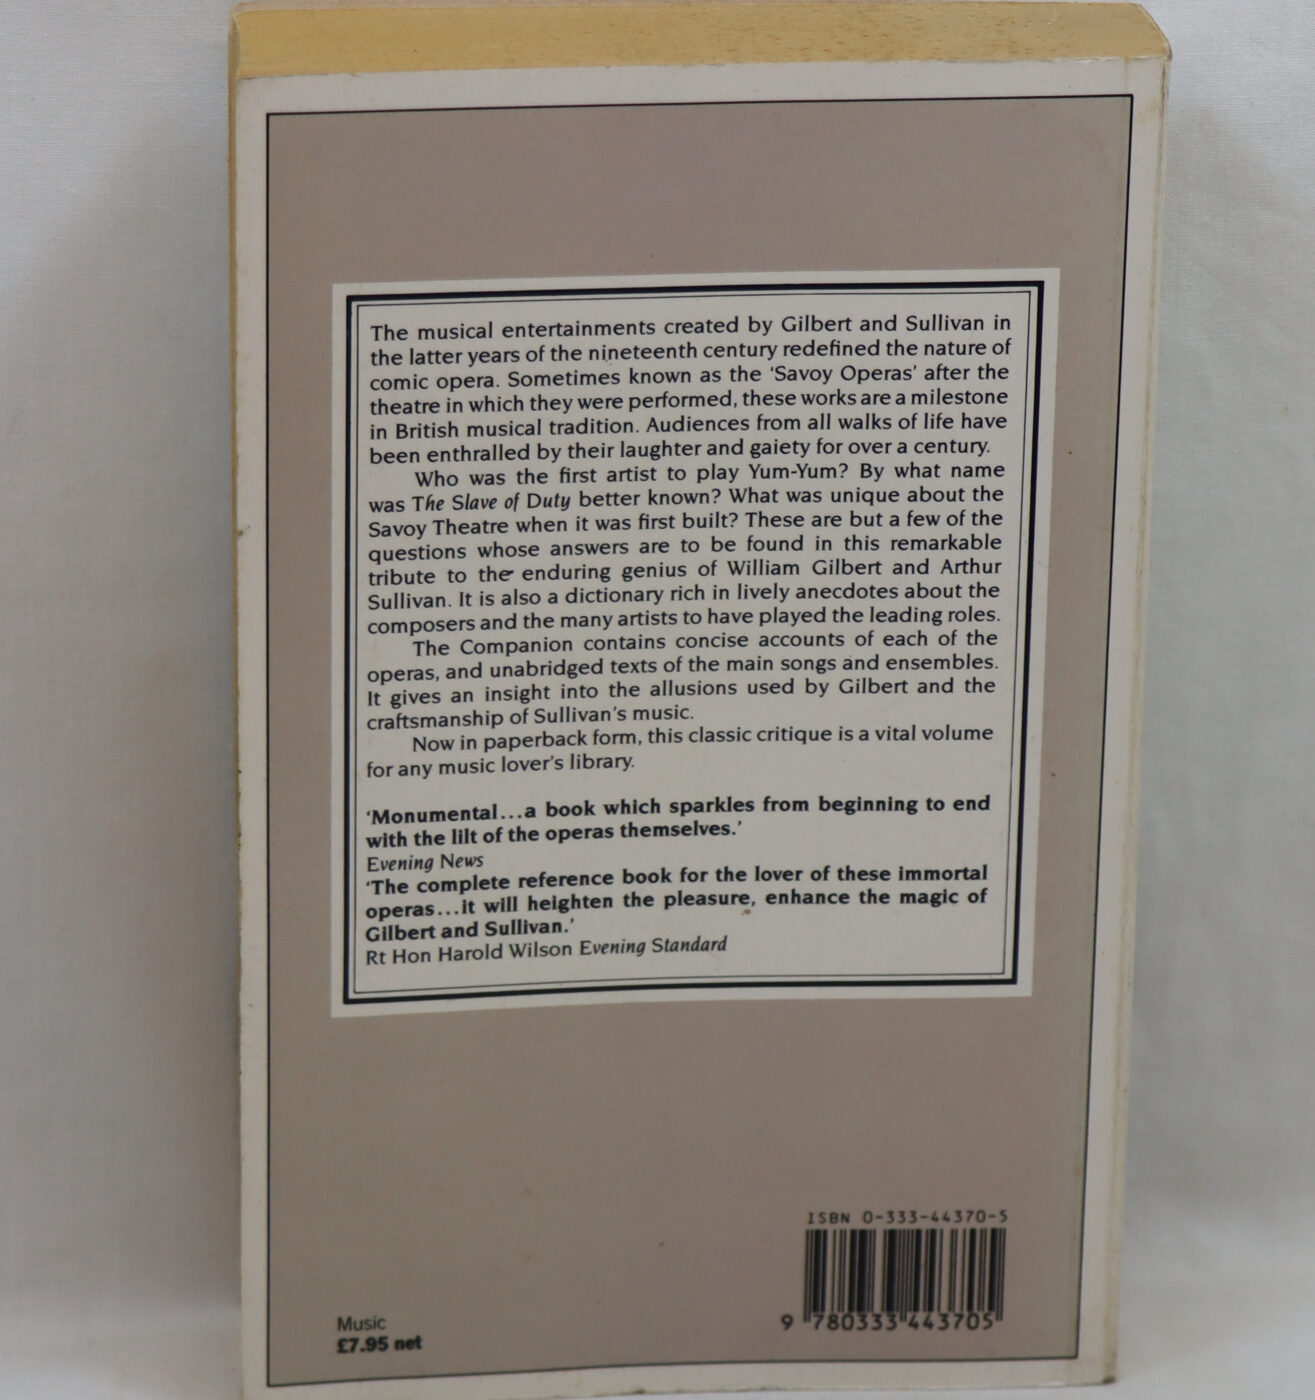 The musical entertainments created by Gilbert and Sullivan in
the latter years of the nineteenth century redefined the nature of
comic opera. Sometimes known as the ‘Savoy Operas’ after the
theatre in which they were performed, these works are a milestone
in British musical tradition. Audiences from all walks of life have
been enthralled by their laughter and gaiety for over a century.
Who was the first artist to play Yum-Yum? By what name
was The Slave of Duty better known? What was unique about the
Savoy Theatre when it was first built? These are but a few of the
questions whose answers are to be found in this remarkable
tribute to the enduring genius of William Gilbert and Arthur
Sullivan. It is also a dictionary rich in lively anecdotes about the
composers and the many artists to have played the leading roles.
The Companion contains concise accounts of each of the
operas, and unabridged texts of the main songs and ensembles.
It gives an insight into the allusions used by Gilbert and the
craftsmanship of Sullivan’s music.
Now in paperback form, this classic critique is a vital volume
for any music lover’s library.
‘Monumental...a book which sparkles from beginning to end
with the lilt of the operas themselves.’
Evening News
‘The complete reference book for the lover of these immortal
operas...it will heighten the pleasure, enhance the magic of
Gilbert and Sullivan.’
Rt Hon Harold Wilson Evening Standard
ISBN 0-333-44370-5
9 780333 443705
Music
£7.95 net